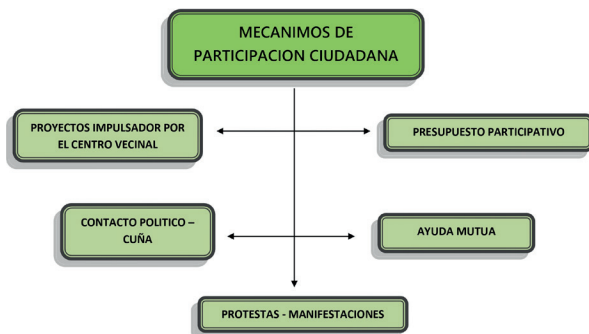 MECANIMOS DE
PARTICIPACION CIUDADANA
PROYECTOS IMPULSADOR POR
EL CENTRO VECINAL
PRESUPUESTO PARTICIPATIVO
CONTACTO POLITICO –
CUÑA
AYUDA MUTUA
PROTESTAS - MANIFESTACIONES